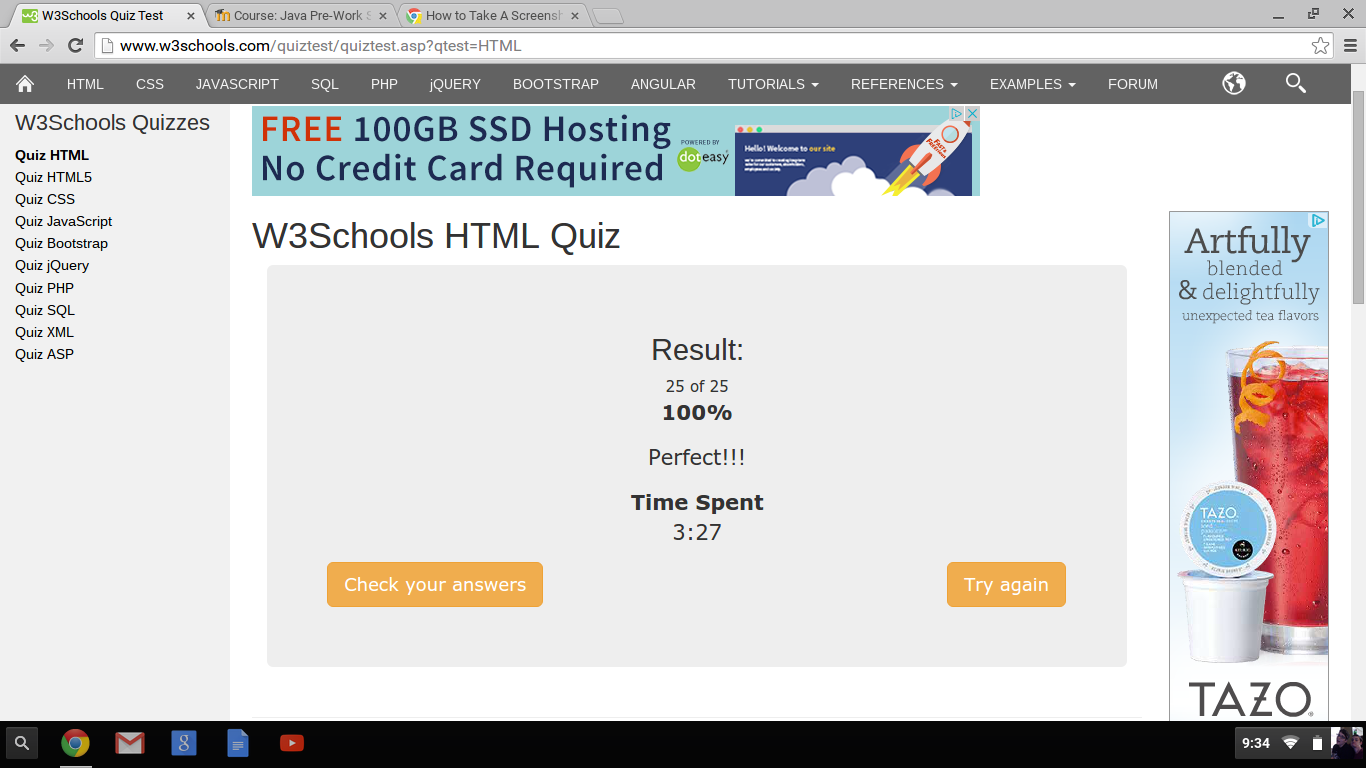 W3Schools Quiz Test
Course: Java Pre-Work S
How to Take A Screensh
www.w3schools.com/quiztest/quiztest.asp?qtest=HTML
HTML CSS JAVASCRIPT SQL PHP jQUERY BOOTSTRAP ANGULAR TUTORIALS REFERENCES EXAMPLES FORUM
W3Schools Quizzes
Quiz HTML
Quiz HTML5
Quiz CSS
Quiz JavaScript
Quiz Bootstrap
Quiz jQuery
Quiz PHP
Quiz SQL
Quiz XML
Quiz ASP
FREE 100GB SSD Hosting
No Credit Card Required
POWERED BY
doteasy
Hello! Welcome to our site
FAST & FREE!!!!
W3Schools HTML Quiz
Result:
25 of 25
100%
Perfect!!!
Time Spent
3:27
Check your answers
Try again
Artfully
blended
& delightfully
unexpected tea flavors
TAZO
TAZO
9:34